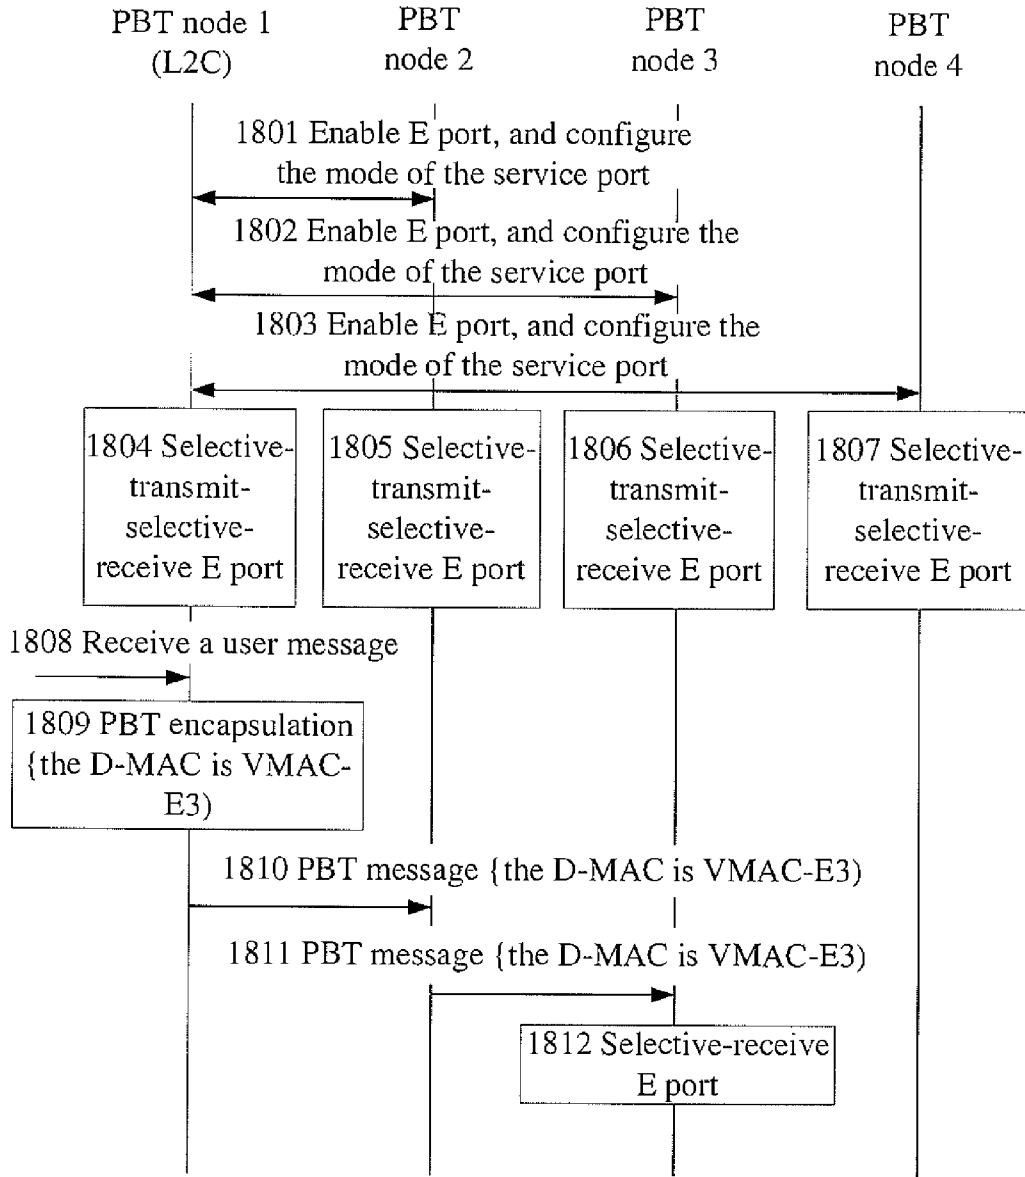 PBT node 1
(L2C)
PBT
node 2
PBT
node 3
PBT
node 4
1801 Enable E port, and configure
the mode of the service port
1802 Enable E port, and configure the
mode of the service port
1803 Enable E port, and configure the
mode of the service port
1804 Selective-
transmit-
selective-
receive E port
1805 Selective-
transmit-
selective-
receive E port
1806 Selective-
transmit-
selective-
receive E port
1807 Selective-
transmit-
selective-
receive E port
1808 Receive a user message
1809 PBT encapsulation
{the D-MAC is VMAC-
E3)
1810 PBT message {the D-MAC is VMAC-E3)
1811 PBT message {the D-MAC is VMAC-E3)
1812 Selective-receive
E port